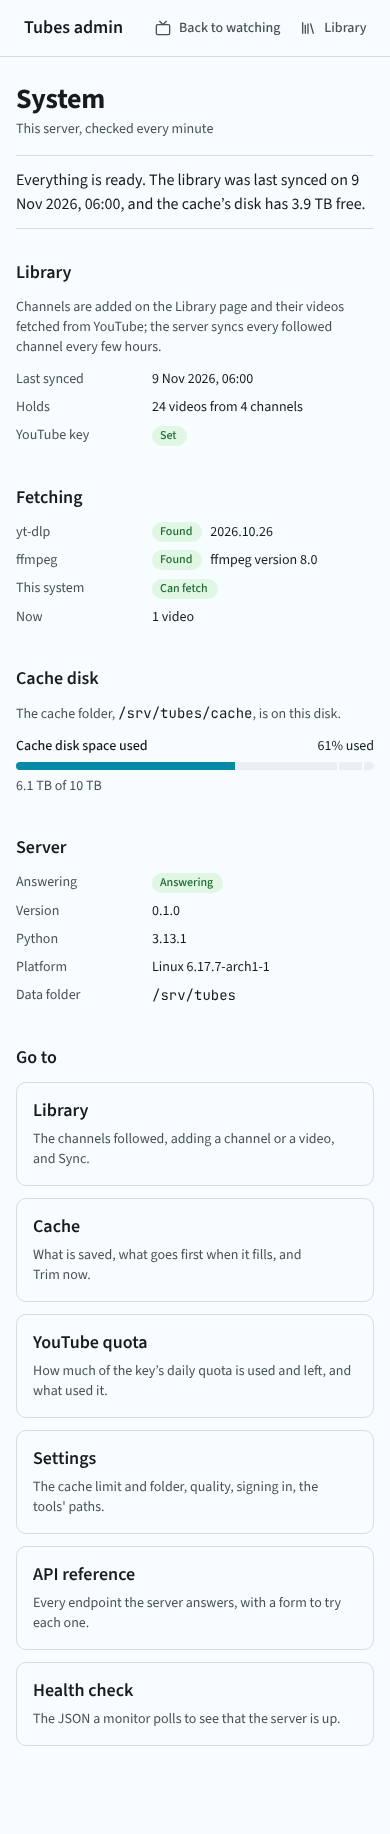 Tubes admin
Back to watching
Library
System
This server, checked every minute
Everything is ready. The library was last synced on 9
Nov 2026, 06:00, and the cache’s disk has 3.9 TB free.
Library
Channels are added on the Library page and their videos
fetched from YouTube; the server syncs every followed
channel every few hours.
Last synced 9 Nov 2026, 06:00
Holds 24 videos from 4 channels
YouTube key Set
Fetching
yt-dlp Found 2026.10.26
ffmpeg Found ffmpeg version 8.0
This system Can fetch
Now 1 video
Cache disk
The cache folder, /srv/tubes/cache, is on this disk.
Cache disk space used 61% used
6.1 TB of 10 TB
Server
Answering Answering
Version 0.1.0
Python 3.13.1
Platform Linux 6.17.7-arch1-1
Data folder /srv/tubes
Go to
Library
The channels followed, adding a channel or a video,
and Sync.
Cache
What is saved, what goes first when it fills, and
Trim now.
YouTube quota
How much of the key’s daily quota is used and left, and
what used it.
Settings
The cache limit and folder, quality, signing in, the
tools' paths.
API reference
Every endpoint the server answers, with a form to try
each one.
Health check
The JSON a monitor polls to see that the server is up.